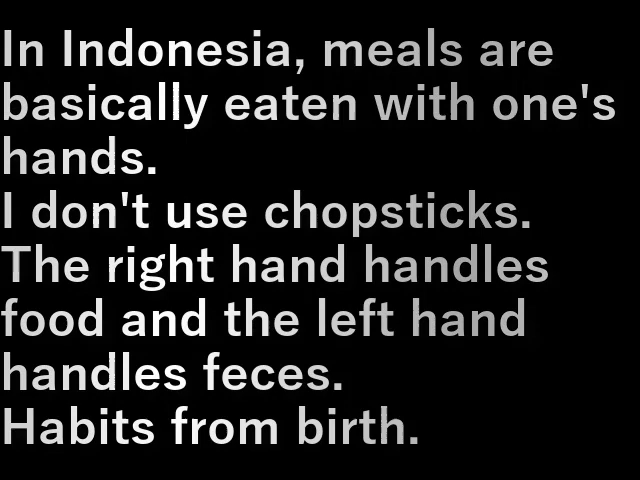 In Indonesia, meals are
basically eaten with one's
hands.
I don't use chopsticks.
The right hand handles
food and the left hand
handles feces.
Habits from birth.